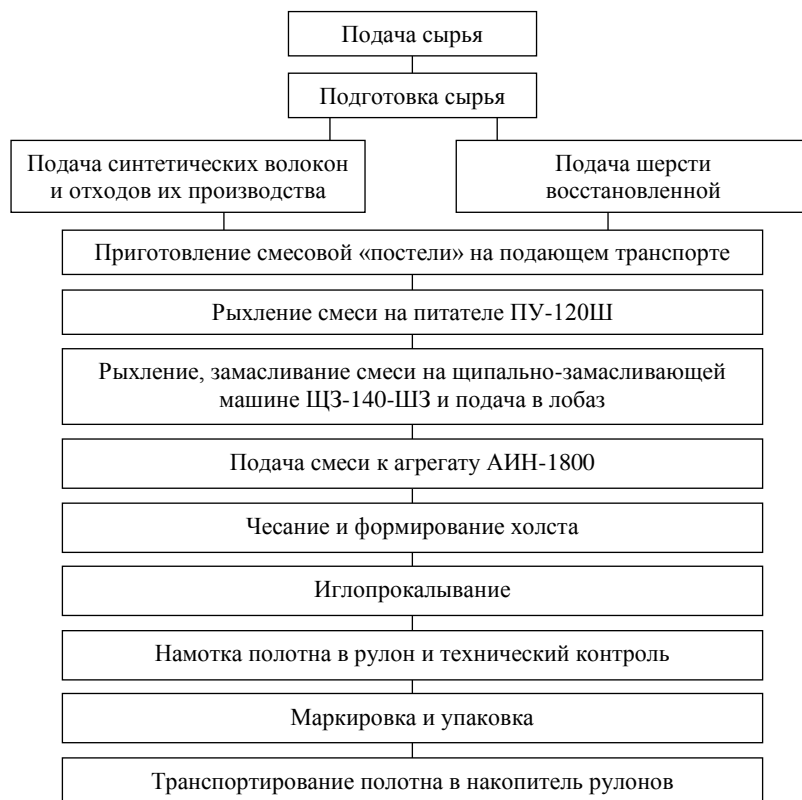 Подача сырья
Подготовка сырья
Подача синтетических волокон
и отходов их производства
Подача шерсти
восстановленной
Приготовление смесовой «постели» на подающем транспорте
Рыхление смеси на питателе ПУ-120Ш
Рыхление, замасливание смеси на щипально-замасливающей
машине ЩЗ-140-ШЗ и подача в лобаз
Подача смеси к агрегату АИН-1800
Чесание и формирование холста
Иглопрокалывание
Намотка полотна в рулон и технический контроль
Маркировка и упаковка
Транспортирование полотна в накопитель рулонов